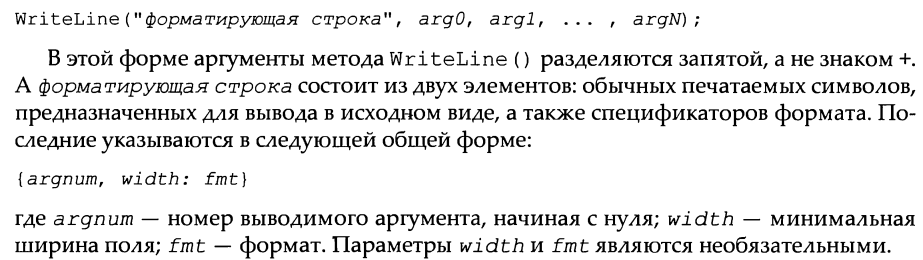 WriteLine("форматирующая строка", arg0, arg1, ... , argN);
В этой форме аргументы метода WriteLine() разделяются запятой, а не знаком +.
А форматирующая строка состоит из двух элементов: обычных печатаемых символов,
предназначенных для вывода в исходном виде, а также спецификаторов формата. По-
следние указываются в следующей общей форме:
{argnum, width: fmt}
где argnum — номер выводимого аргумента, начиная с нуля; width — минимальная
ширина поля; fmt — формат. Параметры width и fmt являются необязательными.